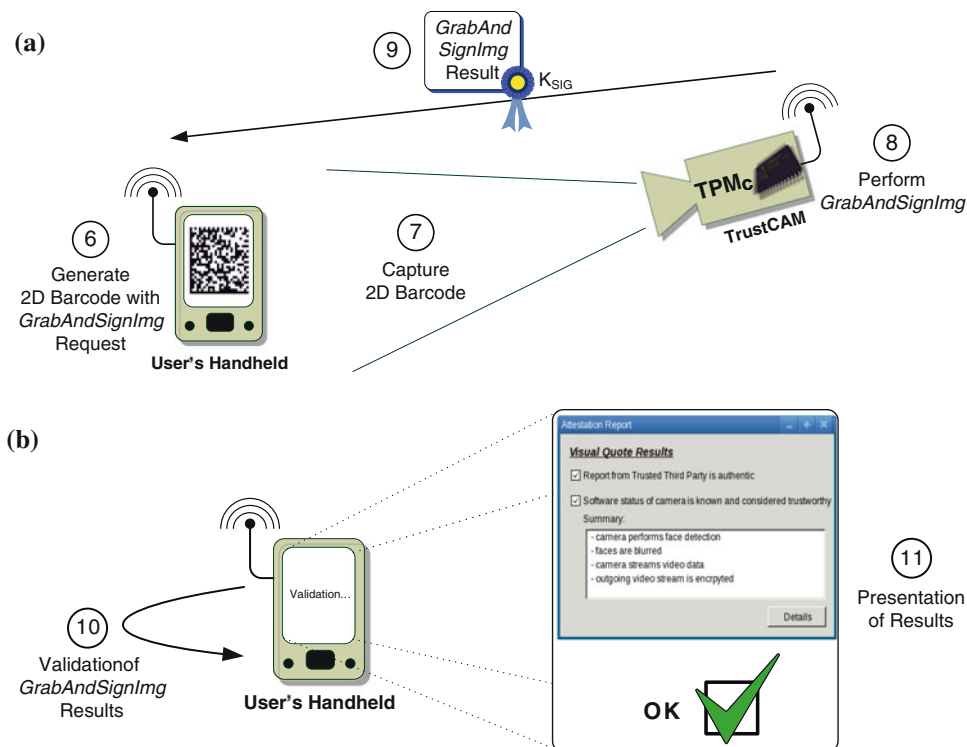 (a)
9
GrabAnd
SignImg
Result
K_SIG
6
Generate
2D Barcode with
GrabAndSignImg
Request
User's Handheld
7
Capture
2D Barcode
TPMc
TrustCAM
8
Perform
GrabAndSignImg
(b)
10
Validationof
GrabAndSignImg
Results
Validation...
User's Handheld
Attestation Report
Visual Quote Results
Report from Trusted Third Party is authentic
Software status of camera is known and considered trustworthy
Summary:
- camera performs face detection
- faces are blurred
- camera streams video data
- outgoing video stream is encrpyted
Details
OK
11
Presentation
of Results